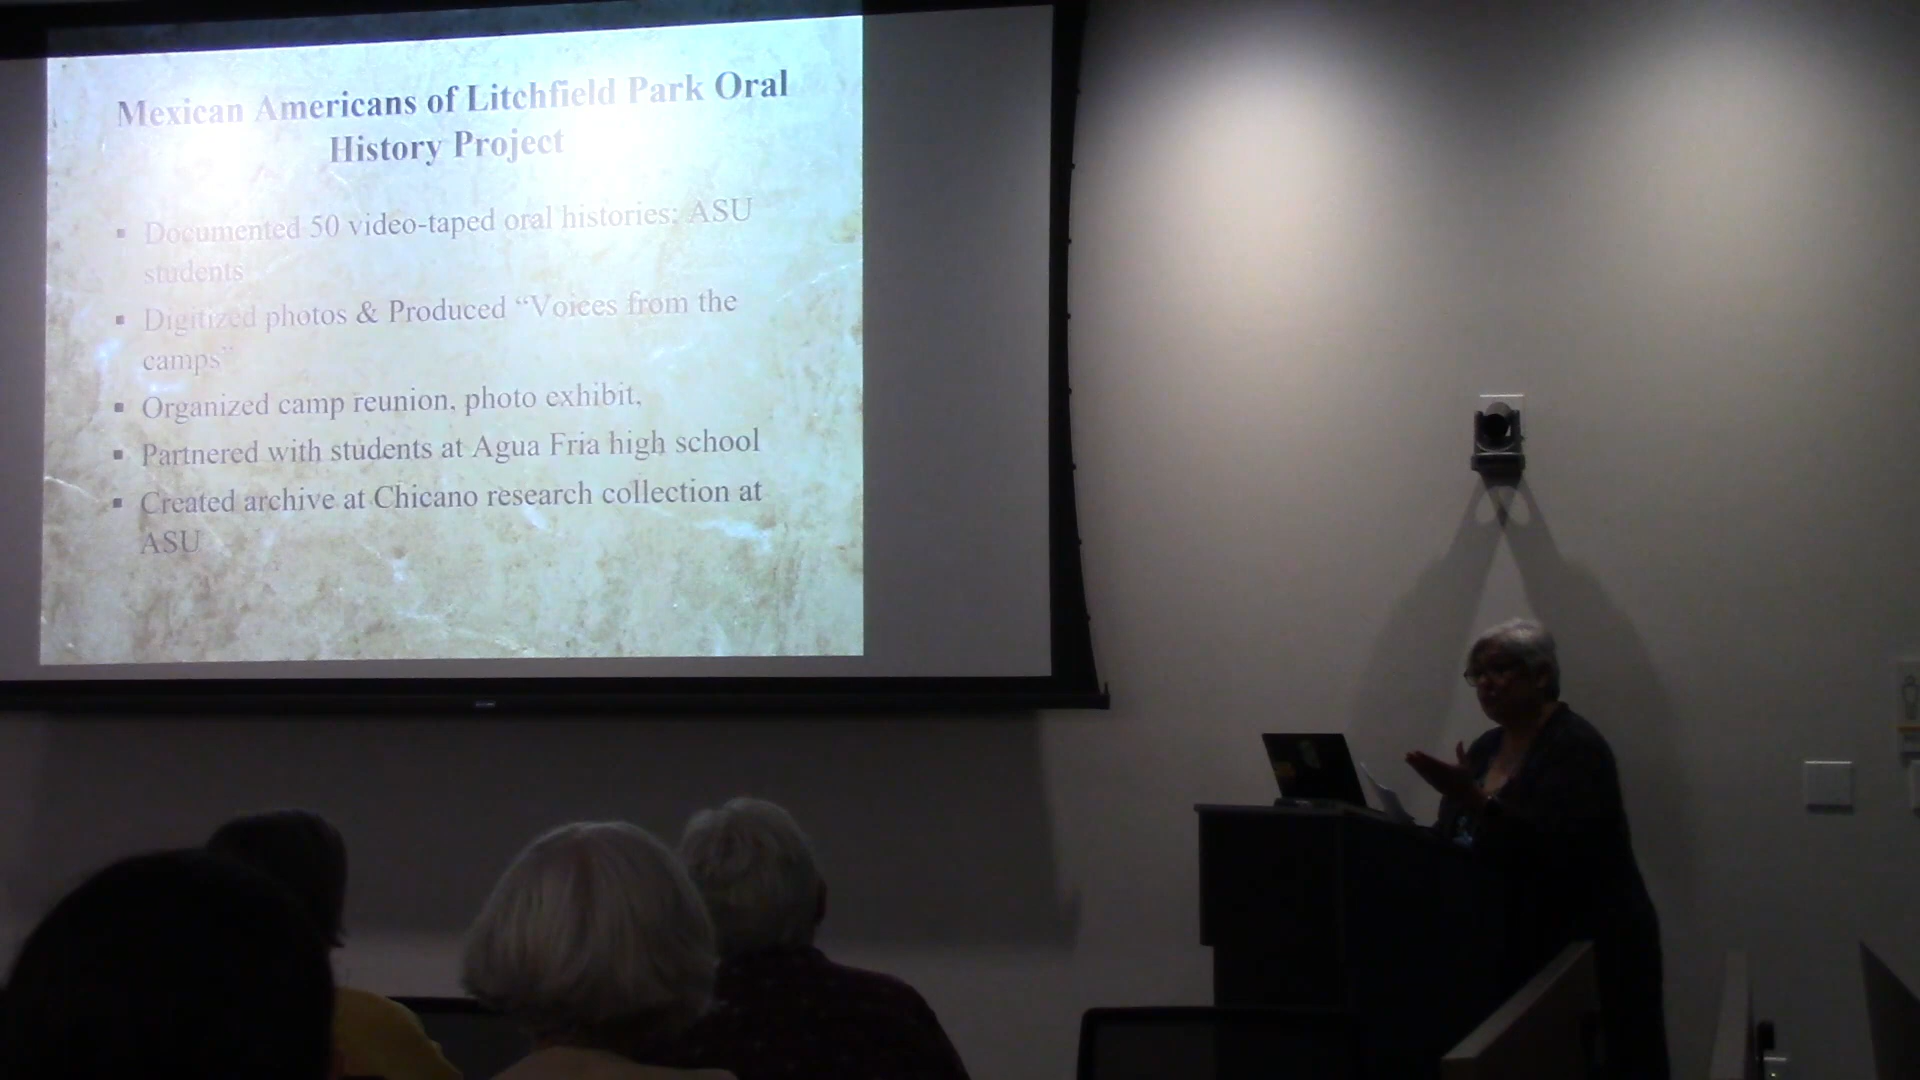 Mexican Americans of Litchfield Park Oral
History Project
▪ Documented 50 video-taped oral histories; ASU
students
▪ Digitized photos & Produced “Voices from the
camps”
▪ Organized camp reunion, photo exhibit,
▪ Partnered with students at Agua Fria high school
▪ Created archive at Chicano research collection at
ASU